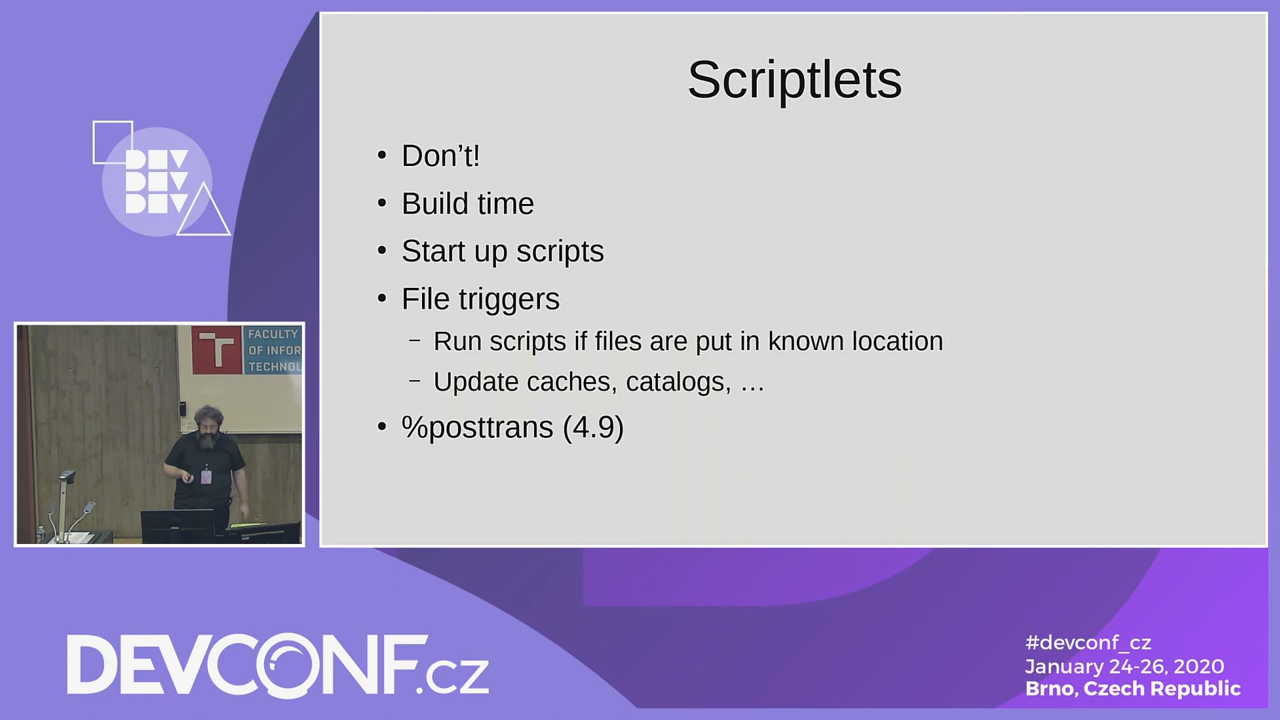 Scriptlets
• Don't!
• Build time
• Start up scripts
• File triggers
– Run scripts if files are put in known location
– Update caches, catalogs, …
• %posttrans (4.9)
DEV
DEV
DEV
FACULTY
OF INFOR
TECHNOL
DEVCONF.cz
#devconf_cz
January 24-26, 2020
Brno, Czech Republic